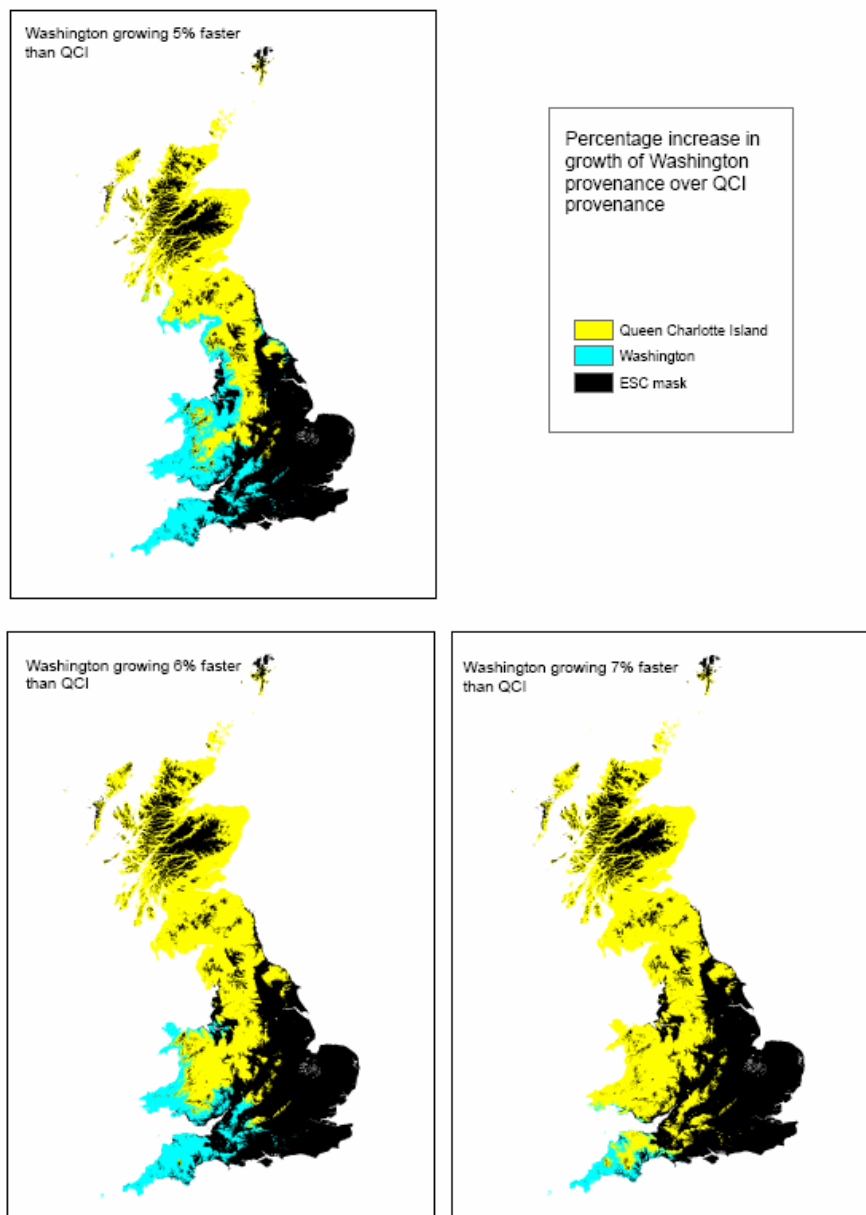 Washington growing 5% faster
than QCI
Percentage increase in
growth of Washington
provenance over QCI
provenance
Queen Charlotte Island
Washington
ESC mask
Washington growing 6% faster
than QCI
Washington growing 7% faster
than QCI